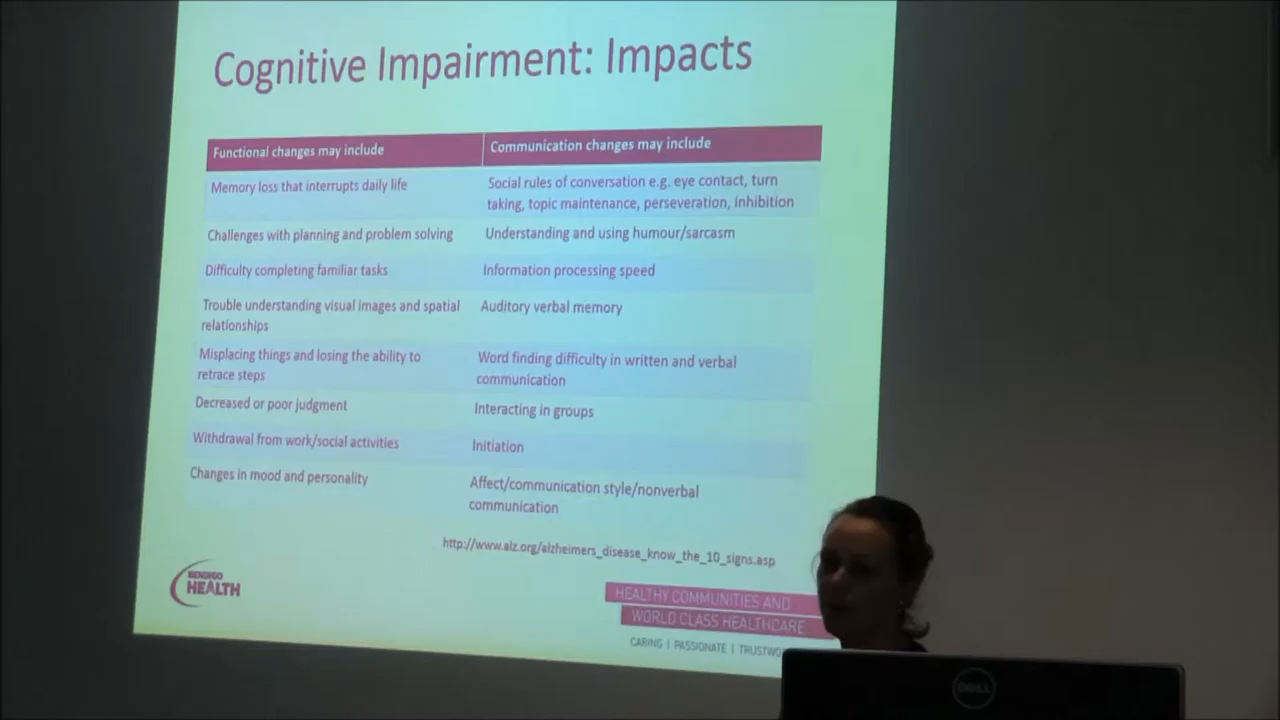 Cognitive Impairment: Impacts
Functional changes may include
Communication changes may include
Memory loss that interrupts daily life
Social rules of conversation e.g. eye contact, turn
taking, topic maintenance, perseveration, inhibition
Challenges with planning and problem solving
Understanding and using humour/sarcasm
Difficulty completing familiar tasks
Information processing speed
Trouble understanding visual images and spatial
relationships
Auditory verbal memory
Misplacing things and losing the ability to
retrace steps
Word finding difficulty in written and verbal
communication
Decreased or poor judgment
Interacting in groups
Withdrawal from work/social activities
Initiation
Changes in mood and personality
Affect/communication style/nonverbal
communication
http://www.alz.org/alzheimers_disease_know_the_10_signs.asp
BENDIGO
HEALTH
HEALTHY COMMUNITIES AND
WORLD CLASS HEALTHCARE
CARING | PASSIONATE |
DELL